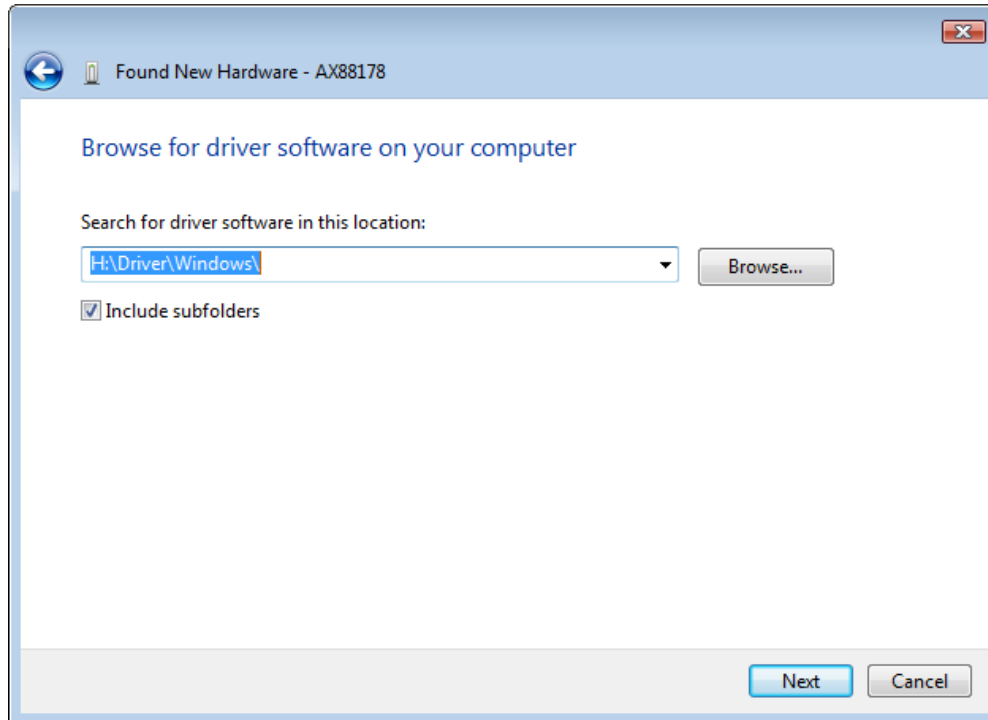 Found New Hardware - AX88178
Browse for driver software on your computer
Search for driver software in this location:
H:\Driver\Windows\
Browse...
Include subfolders
Next
Cancel